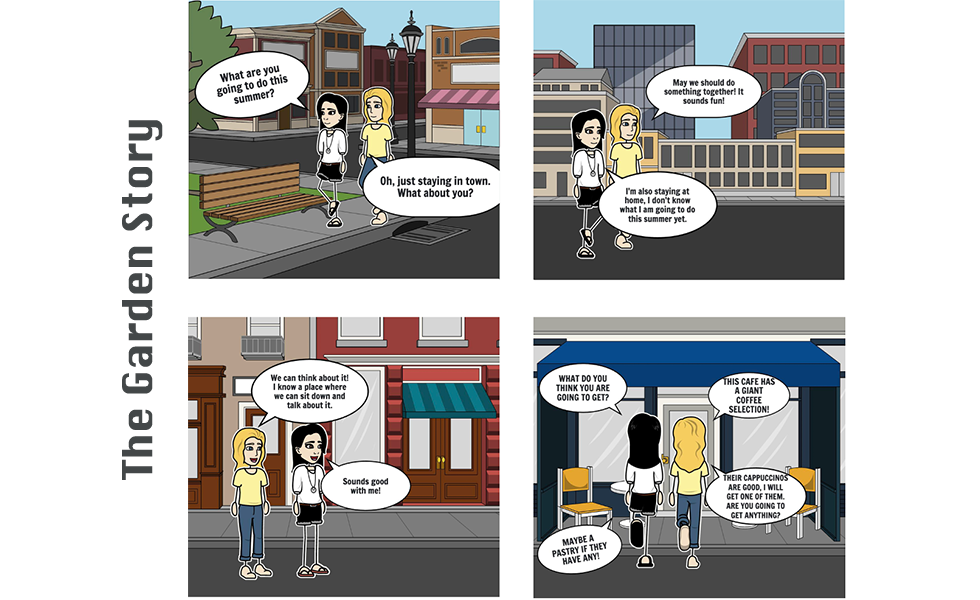 The Garden Story
What are you
going to do this
summer?
Oh, just staying in town.
What about you?
May we should do
something together! It
sounds fun!
I'm also staying at
home, I don't know
what I am going to do
this summer yet.
We can think about it!
I know a place where
we can sit down and
talk about it.
Sounds good
with me!
WHAT DO YOU
THINK YOU ARE
GOING TO GET?
THIS CAFE HAS
A GIANT
COFFEE
SELECTION!
THEIR CAPPUCCINOS
ARE GOOD, I WILL
GET ONE OF THEM.
ARE YOU GOING TO
GET ANYTHING?
MAYBE A
PASTRY IF THEY
HAVE ANY!